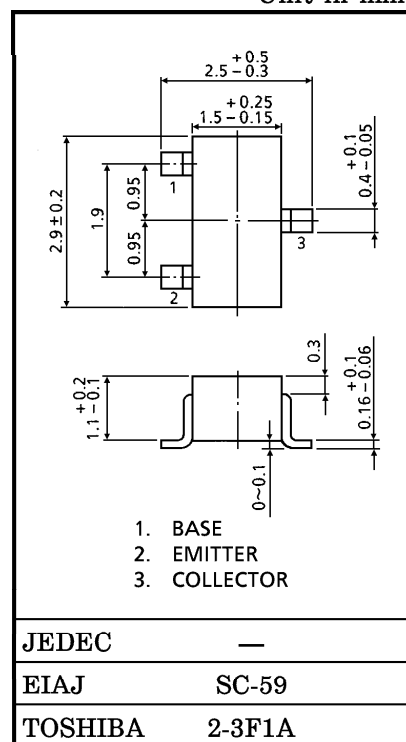 +0.5
2.5 −0.3
+0.25
1.5 −0.15
1
2
3
2.9 ± 0.2
1.9
0.95
0.95
+0.1
0.4 −0.05
+0.2
1.1 −0.1
0.3
+0.1
0.16 −0.06
0~0.1
1. BASE
2. EMITTER
3. COLLECTOR
JEDEC —
EIAJ SC-59
TOSHIBA 2-3F1A